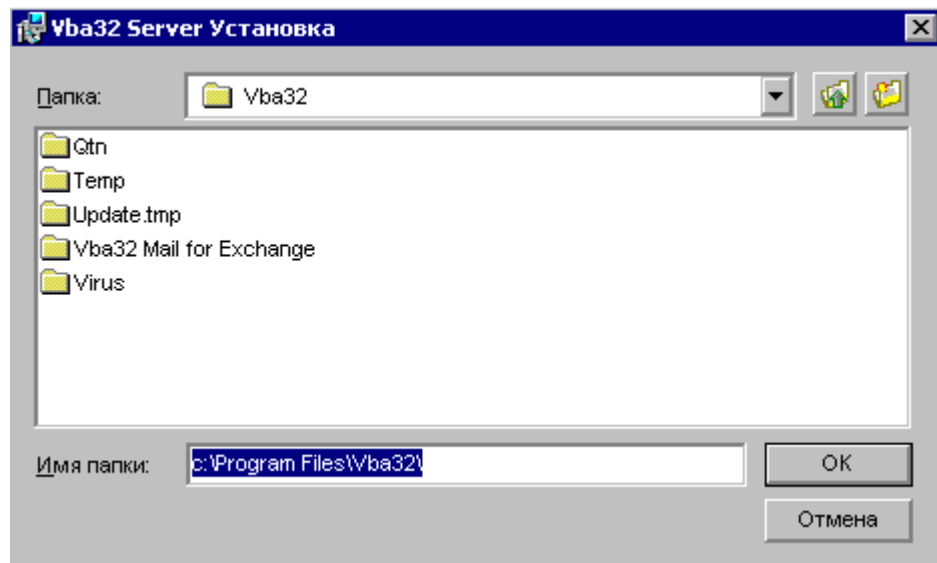 Vba32 Server Установка
Папка: Vba32
Qtn
Temp
Update.tmp
Vba32 Mail for Exchange
Virus
Имя папки: c:\Program Files\Vba32\ OK
Отмена